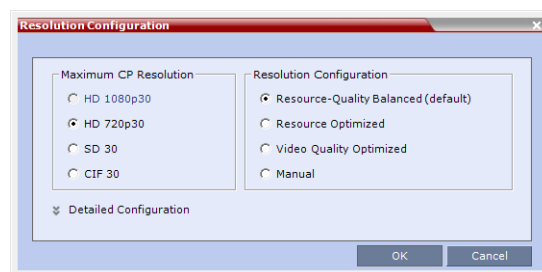 Resolution Configuration
Maximum CP Resolution
HD 1080p30
HD 720p30
SD 30
CIF 30
Resolution Configuration
Resource-Quality Balanced (default)
Resource Optimized
Video Quality Optimized
Manual
Detailed Configuration
OK
Cancel